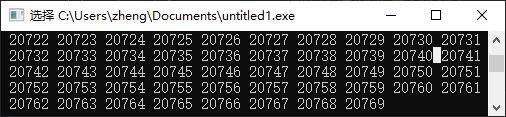 选择 C:\Users\zheng\Documents\untitled1.exe
20722 20723 20724 20725 20726 20727 20728 20729 20730 20731
20732 20733 20734 20735 20736 20737 20738 20739 20740 20741
20742 20743 20744 20745 20746 20747 20748 20749 20750 20751
20752 20753 20754 20755 20756 20757 20758 20759 20760 20761
20762 20763 20764 20765 20766 20767 20768 20769